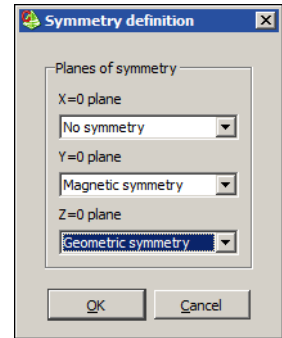 Symmetry definition
Planes of symmetry
X=0 plane
No symmetry
Y=0 plane
Magnetic symmetry
Z=0 plane
Geometric symmetry
OK Cancel